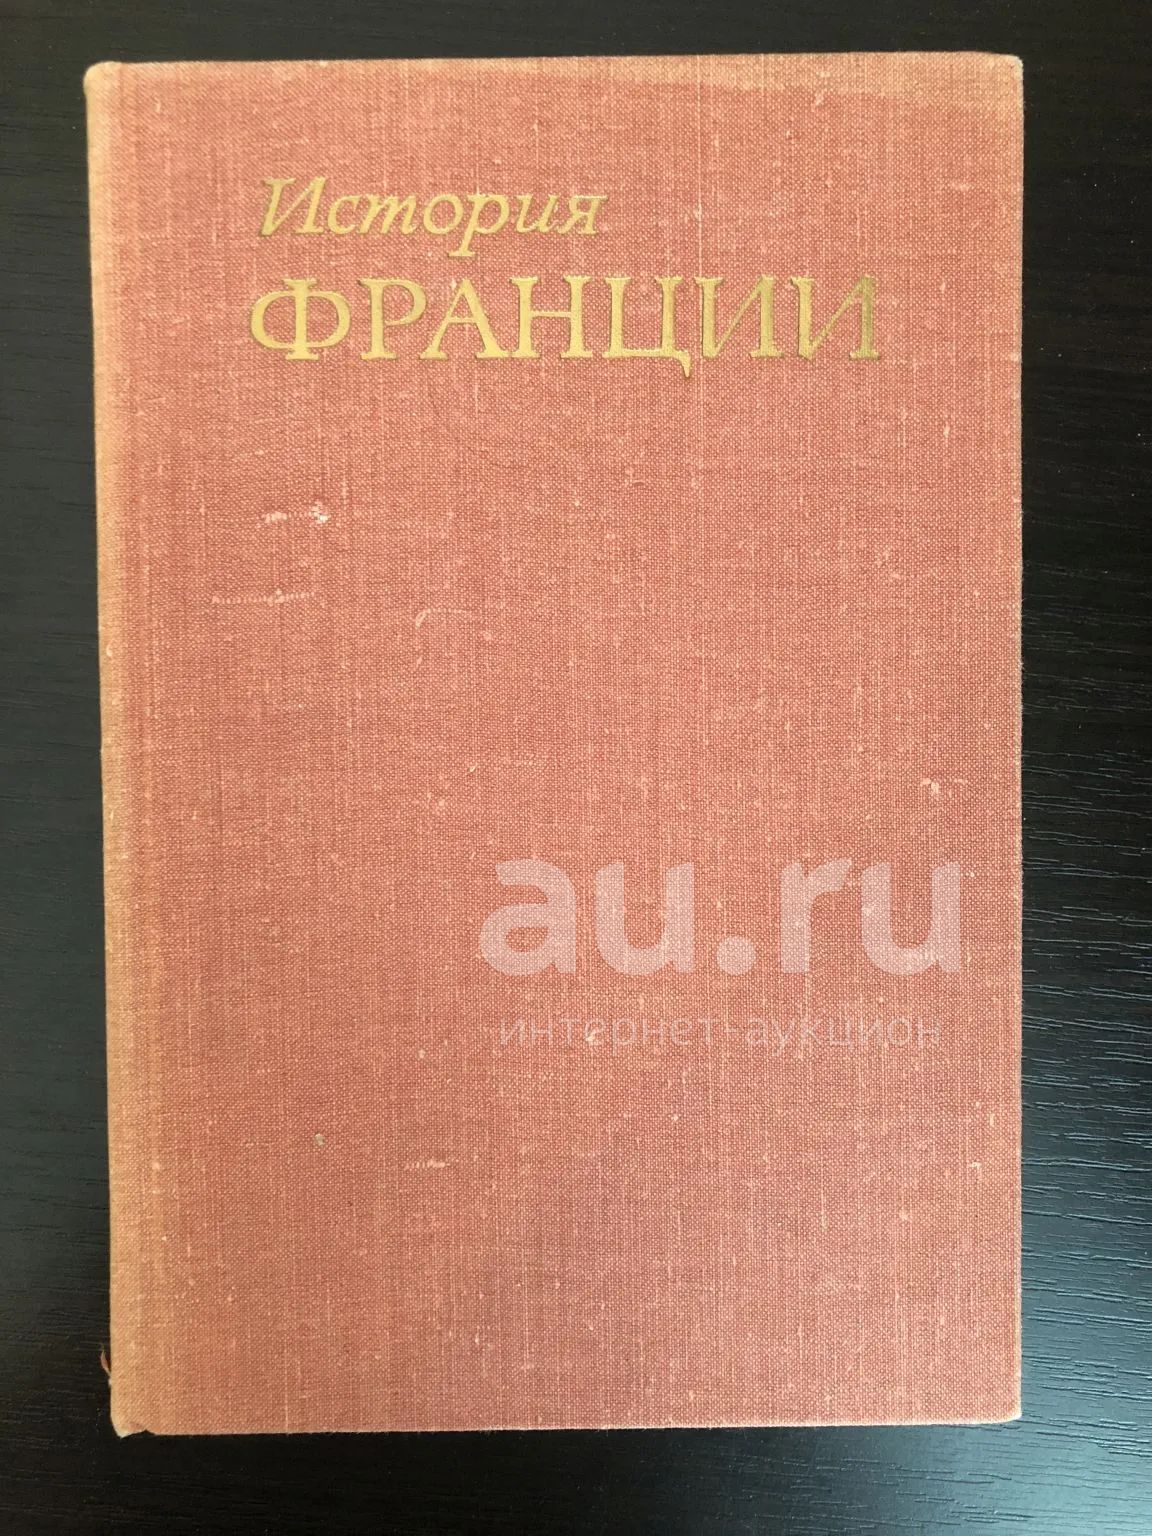 История
ФРАНЦИИ
au.ru
интернет-аукцион